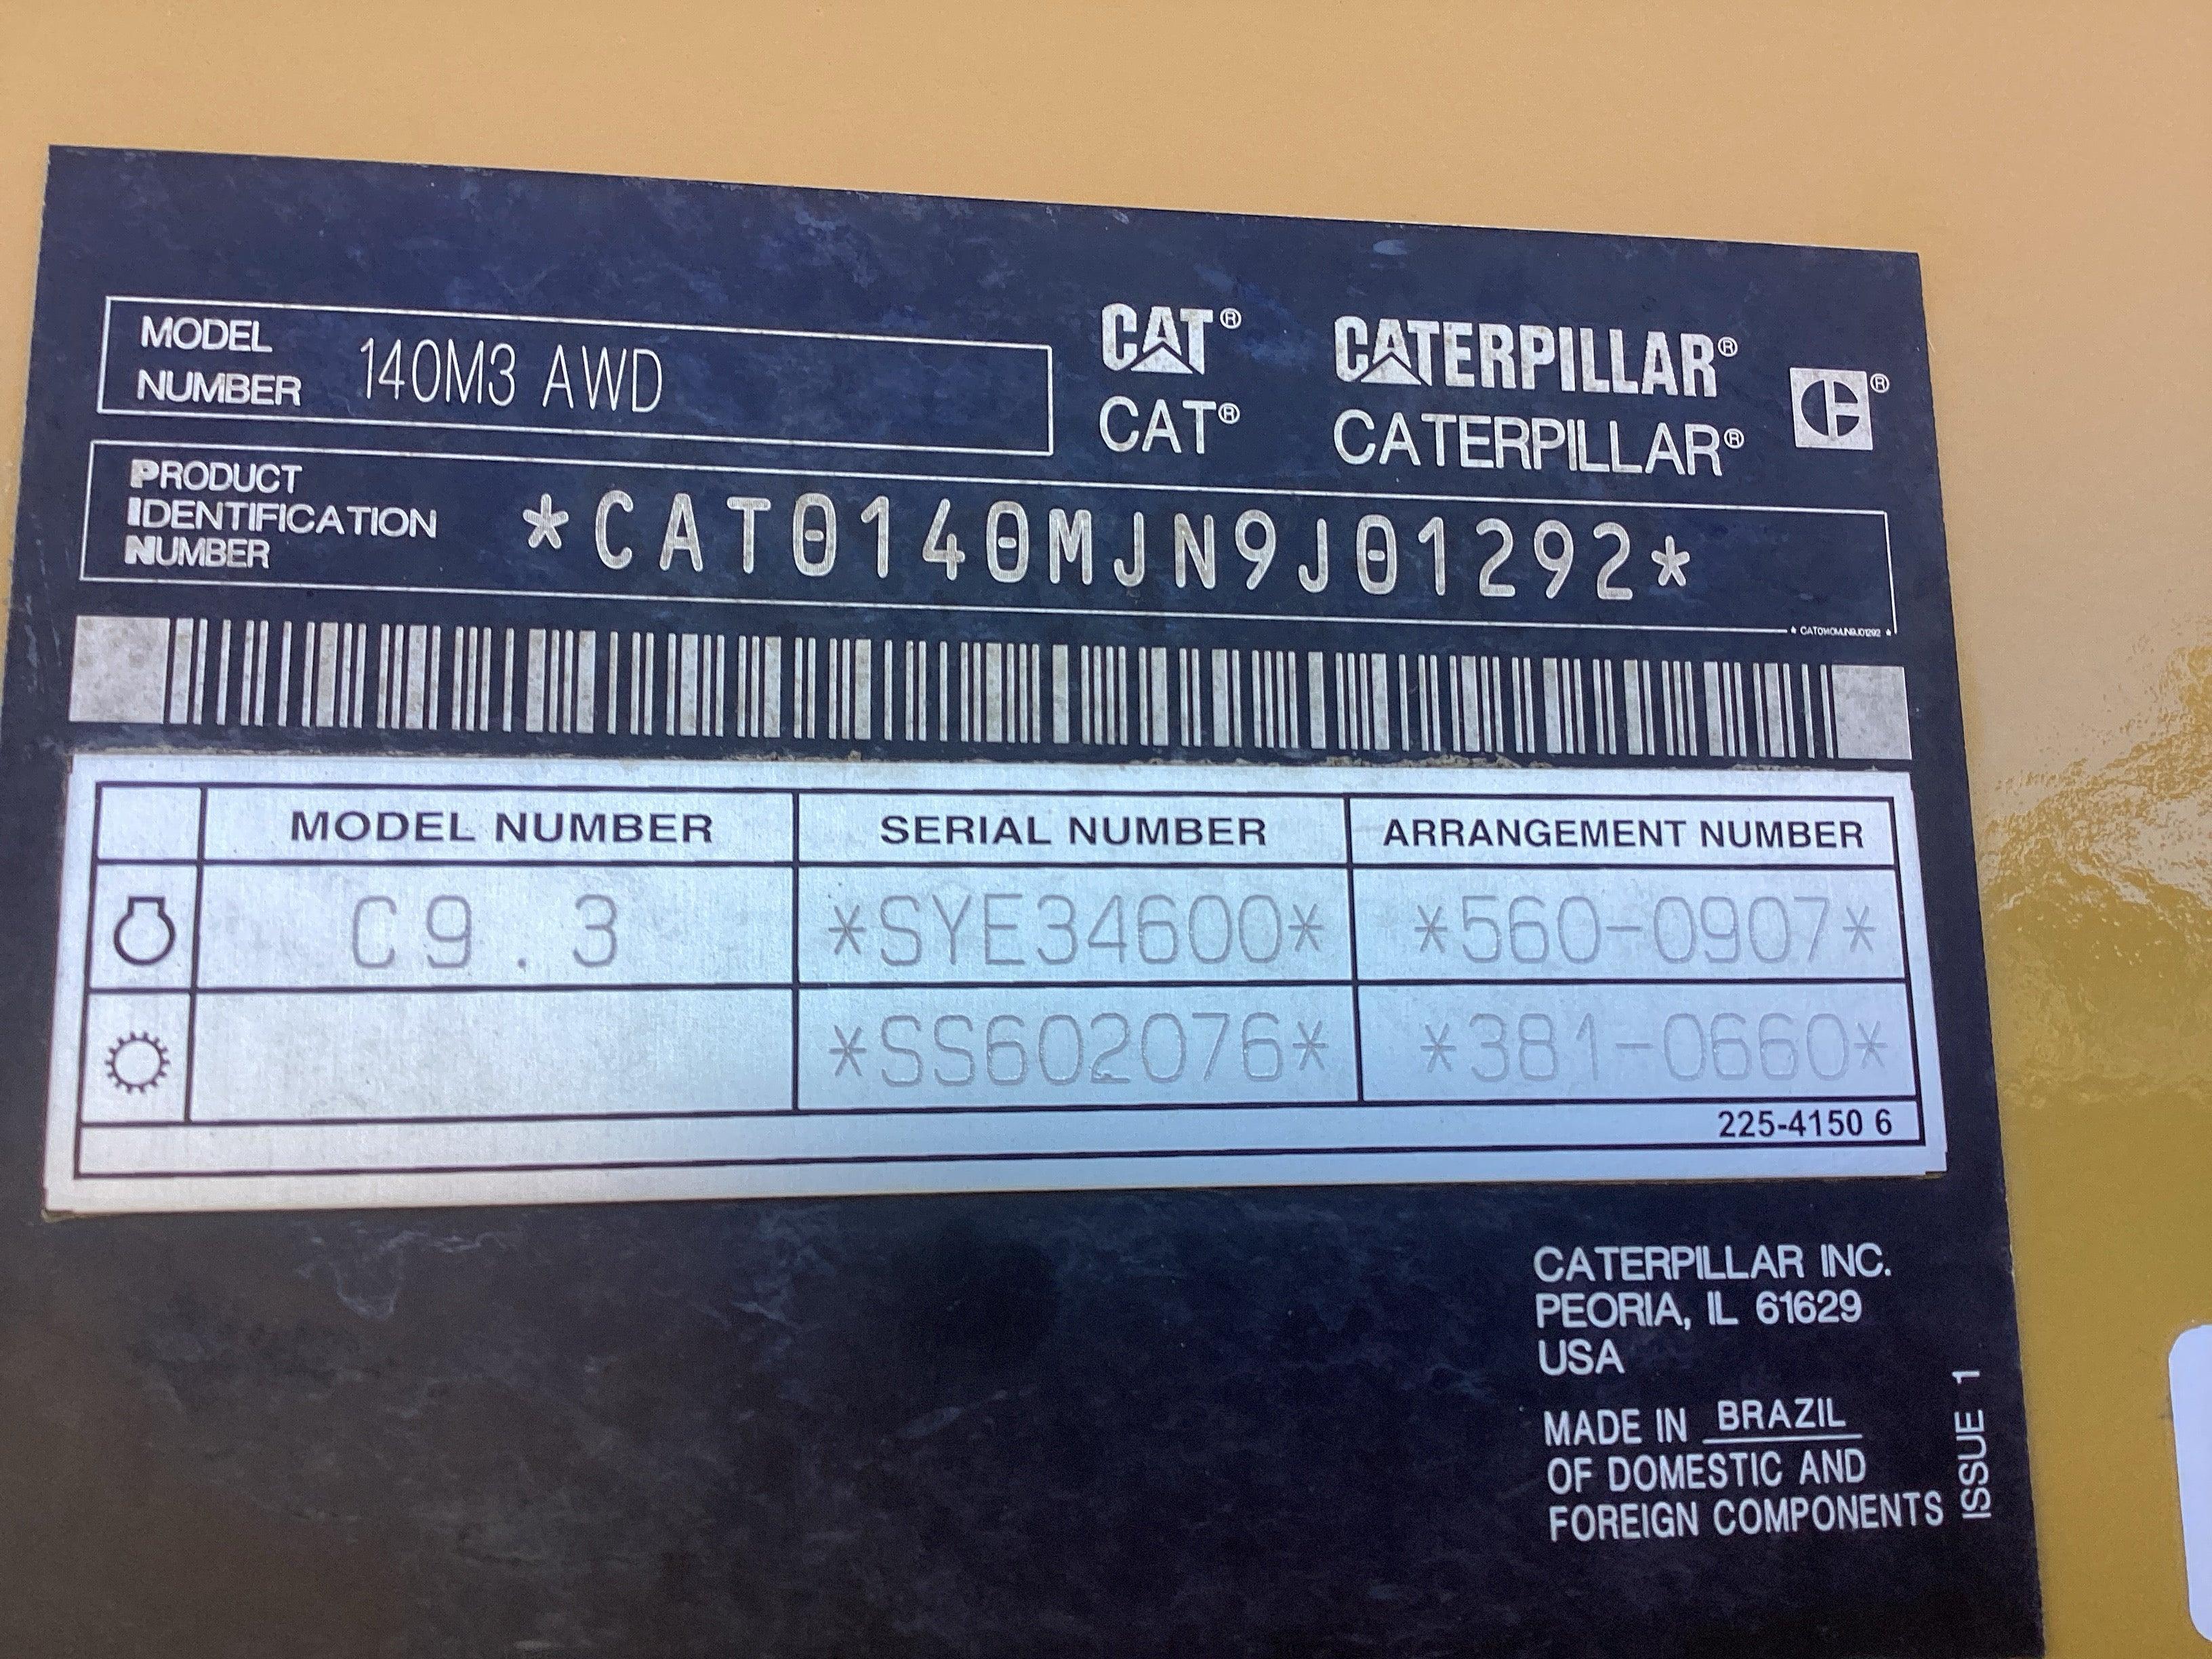 MODEL NUMBER 140M3 AWD
CAT® CATERPILLAR®
CAT® CATERPILLAR®
PRODUCT
IDENTIFICATION
NUMBER
*CAT0140MJN9J01292*
* CAT0140MJN9J01292 *
MODEL NUMBER SERIAL NUMBER ARRANGEMENT NUMBER
C9.3 *SYE34600* *560-0907*
*SS602076* *381-0660*
225-4150 6
CATERPILLAR INC.
PEORIA, IL 61629
USA
MADE IN BRAZIL
OF DOMESTIC AND
FOREIGN COMPONENTS
ISSUE 1